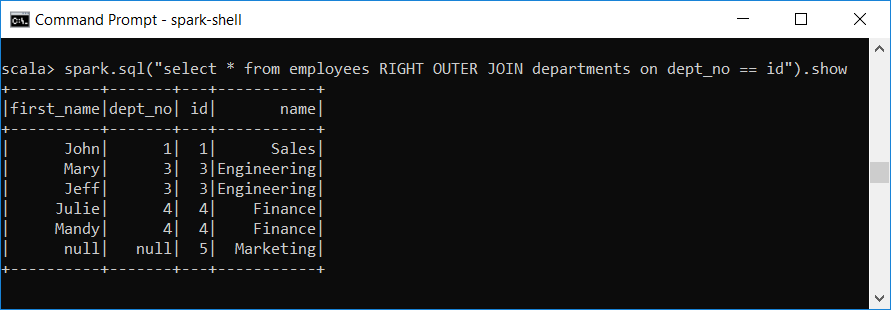 Command Prompt - spark-shell
scala> spark.sql("select * from employees RIGHT OUTER JOIN departments on dept_no == id").show
+----------+-------+---+-----------+
|first_name|dept_no| id|       name|
+----------+-------+---+-----------+
|      John|      1|  1|      Sales|
|      Mary|      3|  3|Engineering|
|      Jeff|      3|  3|Engineering|
|     Julie|      4|  4|    Finance|
|     Mandy|      4|  4|    Finance|
|      null|   null|  5|  Marketing|
+----------+-------+---+-----------+